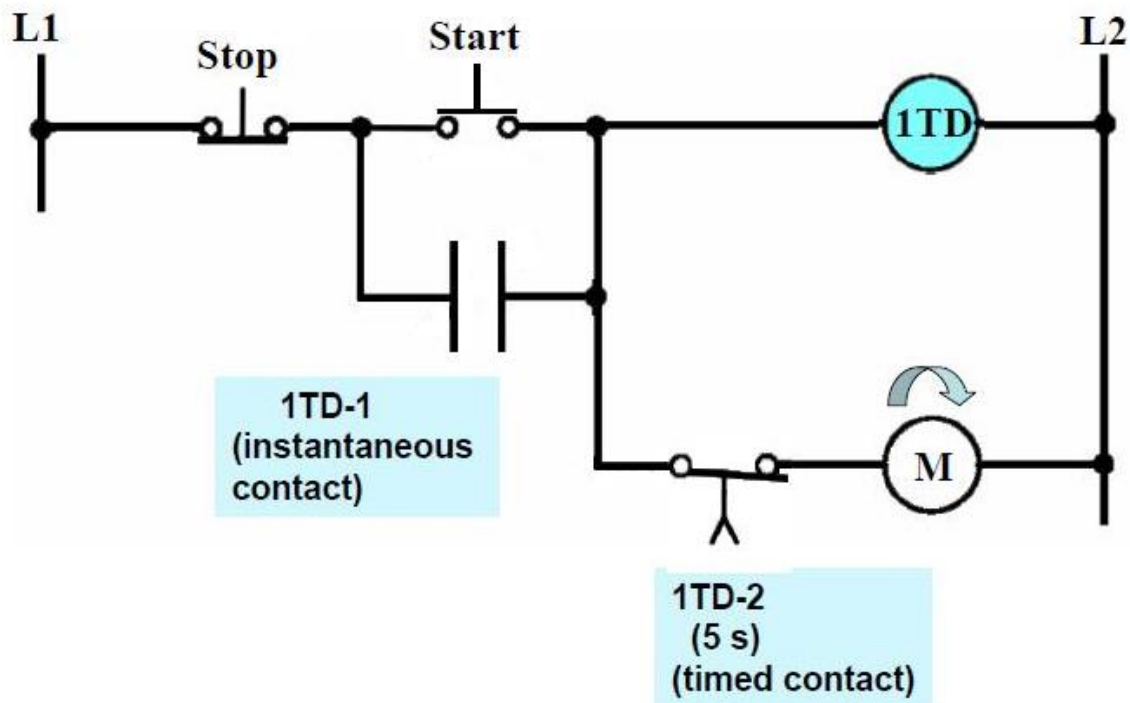 L1
Stop
Start
L2
1TD
1TD-1
(instantaneous
contact)
M
1TD-2
(5 s)
(timed contact)